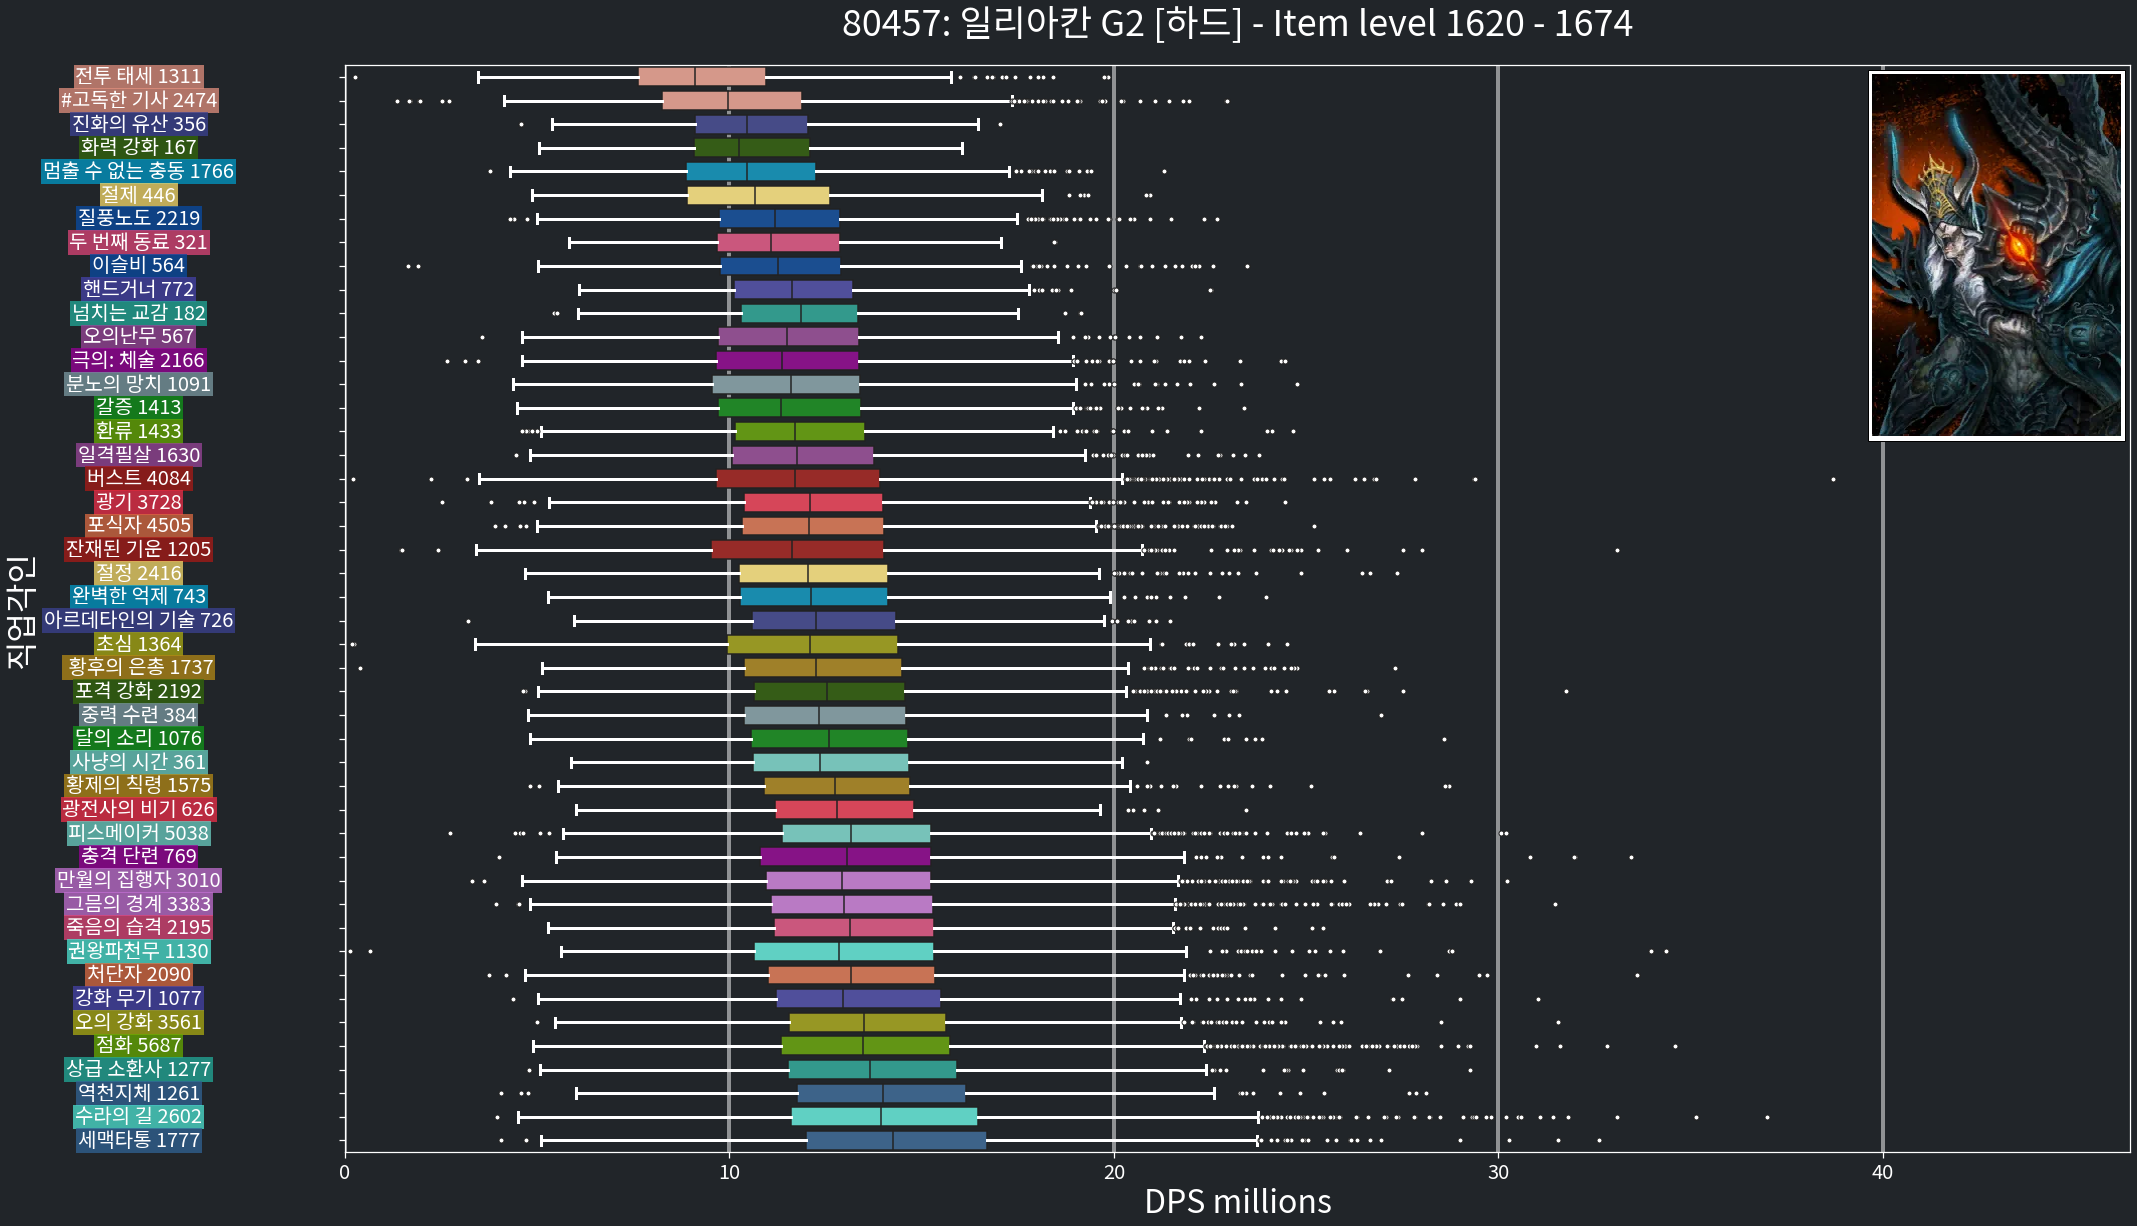 80457: 일리아칸 G2 [하드] - Item level 1620 - 1674
전투 태세 1311
#고독한 기사 2474
진화의 유산 356
화력 강화 167
멈출 수 없는 충동 1766
절제 446
질풍노도 2219
두 번째 동료 321
이슬비 564
핸드거너 772
넘치는 교감 182
오의난무 567
극의: 체술 2166
분노의 망치 1091
갈증 1413
환류 1433
일격필살 1630
버스트 4084
광기 3728
포식자 4505
잔재된 기운 1205
절정 2416
완벽한 억제 743
아르데타인의 기술 726
초심 1364
황후의 은총 1737
포격 강화 2192
중력 수련 384
달의 소리 1076
사냥의 시간 361
황제의 칙령 1575
광전사의 비기 626
피스메이커 5038
충격 단련 769
만월의 집행자 3010
그믐의 경계 3383
죽음의 습격 2195
권왕파천무 1130
처단자 2090
강화 무기 1077
오의 강화 3561
점화 5687
상급 소환사 1277
역천지체 1261
수라의 길 2602
세맥타통 1777
직업각인
0 10 20 30 40
DPS millions